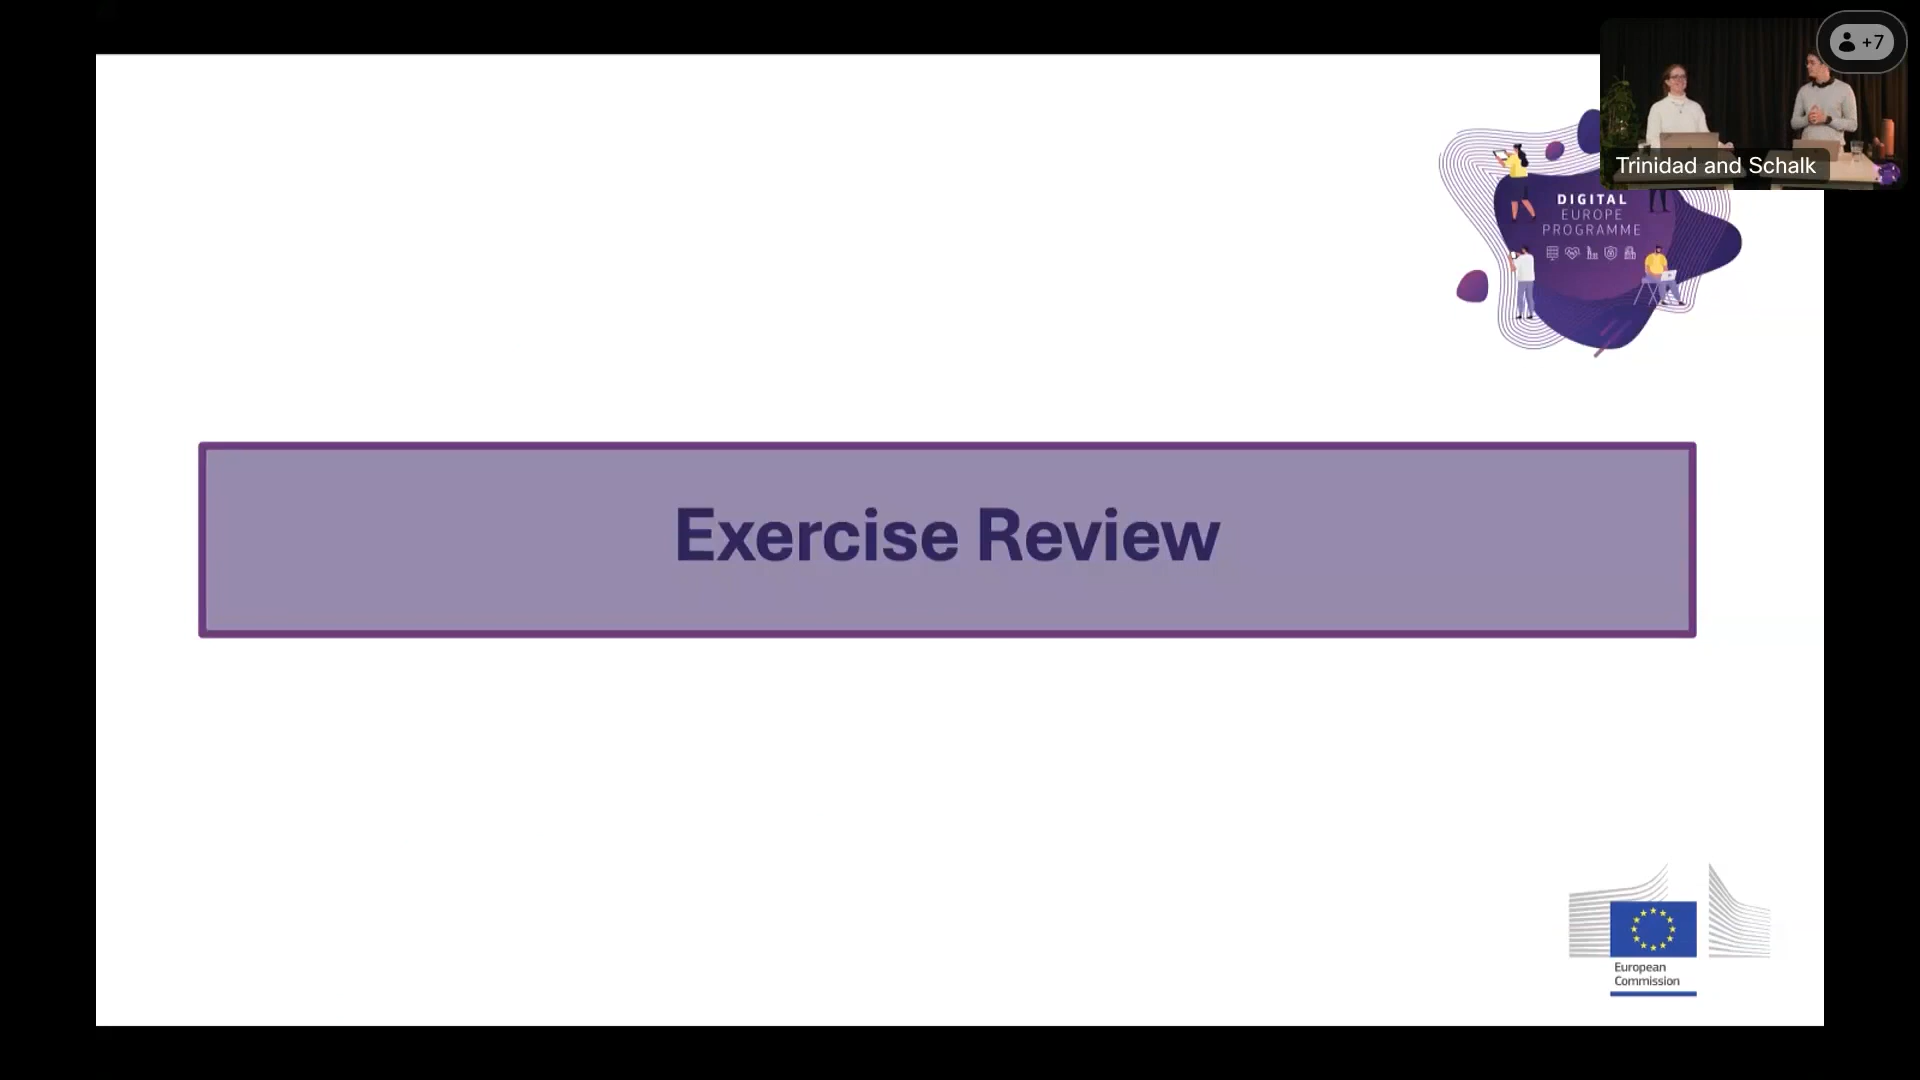 +7
Trinidad and Schalk
DIGITAL
EUROPE
PROGRAMME
Exercise Review
European
Commission